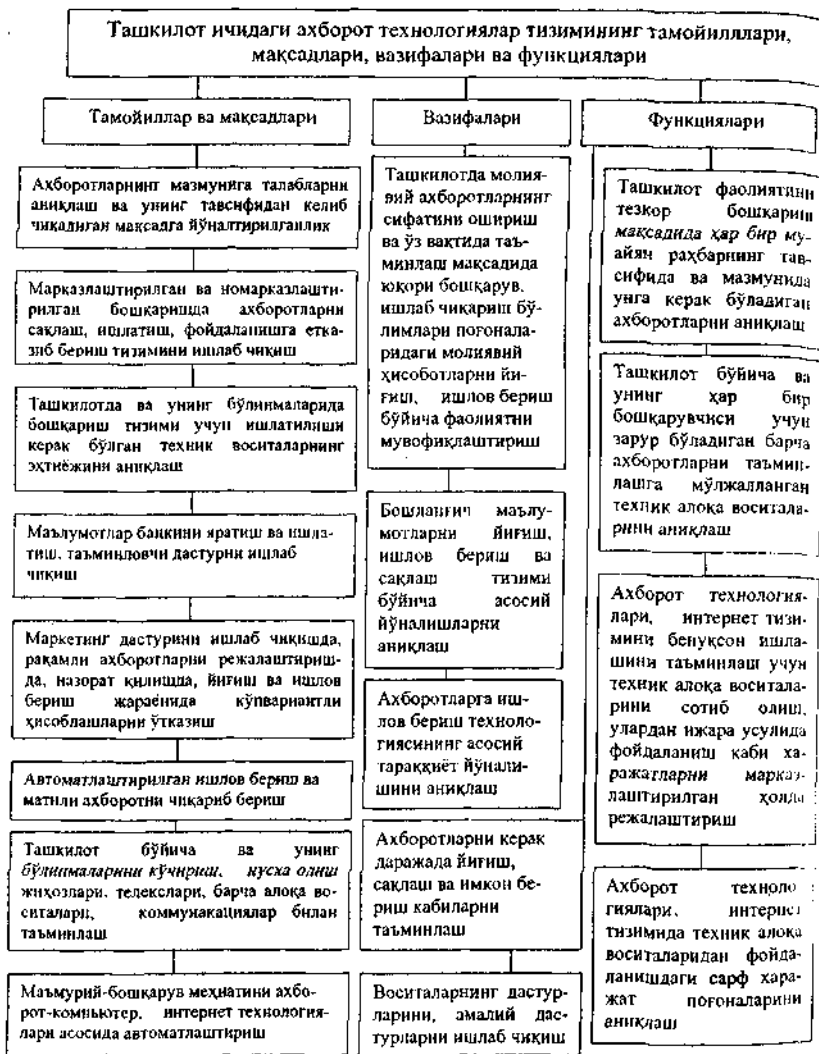 Ташкилот ичидаги ахборот технологиялар тизимининг тамойиллалари,
мақсадлари, вазифалари ва функциялари
Тамойиллар ва мақсадлари
Ахборотларнинг мазмунига талабларни
аниқлаш ва унинг тавсифидан келиб
чиқадиган мақсадга йўналтирилганлик
Марказлаштирилган ва номарказлашти-
рилган бошқаришда ахборотларни
сақлаш, ишлатиш, фойдаланишга етка-
зиб бериш тизимини ишлаб чиқиш
Ташкилотда ва унинг бўлинмаларида
бошқариш тизими учун ишлатилиши
керак бўлган техник воситаларнинг
эҳтиёжини аниқлаш
Маълумотлар банкини яратиш ва ишла-
тиш, таъминловчи дастурни ишлаб
чиқиш
Маркетинг дастурини ишлаб чиқишда,
рақамли ахборотларни режалаштириш-
да, назорат қилишда, йиғиш ва ишлов
бериш жараёнида кўпвариантли
ҳисоблашларни ўтказиш
Автоматлаштирилган ишлов бериш ва
матнли ахборотни чиқариб бериш
Ташкилот бўйича ва унинг
бўлинмаларини кўчириш, нусха олиш
жиҳозлари, телекслари, барча алоқа во-
ситалари, коммунакациялар билан
таъминлаш
Маъмурий-бошқарув меҳнатини ахбо-
рот-компьютер, интернет технология-
лари асосида автоматлаштириш
Вазифалари
Ташкилотда молия-
вий ахборотларнинг
сифатини ошириш
ва ўз вақтида таъ-
минлаш мақсадида
юқори бошқарув,
ишлаб чиқариш бў-
лимлари поғонала-
ридаги молиявий
ҳисоботларни йи-
ғиш, ишлов бериш
бўйича фаолиятни
мувофиқлаштириш
Бошланғич маълу-
мотларни йиғиш,
ишлов бериш ва
сақлаш тизими
бўйича асосий
йўналишларни
аниқлаш
Ахборотларга иш-
лов бериш техноло-
гиясининг асосий
тараққиёт йўнали-
шини аниқлаш
Ахборотларни керак
даражада йиғиш,
сақлаш ва имкон бе-
риш кабиларни
таъминлаш
Воситаларнинг дастур-
ларини, амалий дас-
турларни ишлаб чиқиш
Функциялари
Ташкилот фаолиятини
тезкор бошқариш
мақсадида ҳар бир му-
айян раҳбарнинг тав-
сифида ва мазмунида
унга керак бўладиган
ахборотларни аниқлаш
Ташкилот бўйича ва
унинг ҳар бир
бошқарувчиси учун
зарур бўладиган барча
ахборотларни таъмин-
лашга мўлжалланган
техник алоқа восита-
ларини аниқлаш
Ахборот технология-
лари, интернет тизи-
мини бенуқсон ишла-
шини таъминлаш учун
техник алоқа воситала-
рини сотиб олиш,
улардан ижара усулида
фойдаланиш каби ха-
ражатларни марказ-
лаштирилган ҳолда
режалаштириш
Ахборот техноло
гиялари, интернет
тизимида техник алоқа
воситаларидан фойда-
ланишдаги сарф хара-
жат поғоналарини
аниқлаш